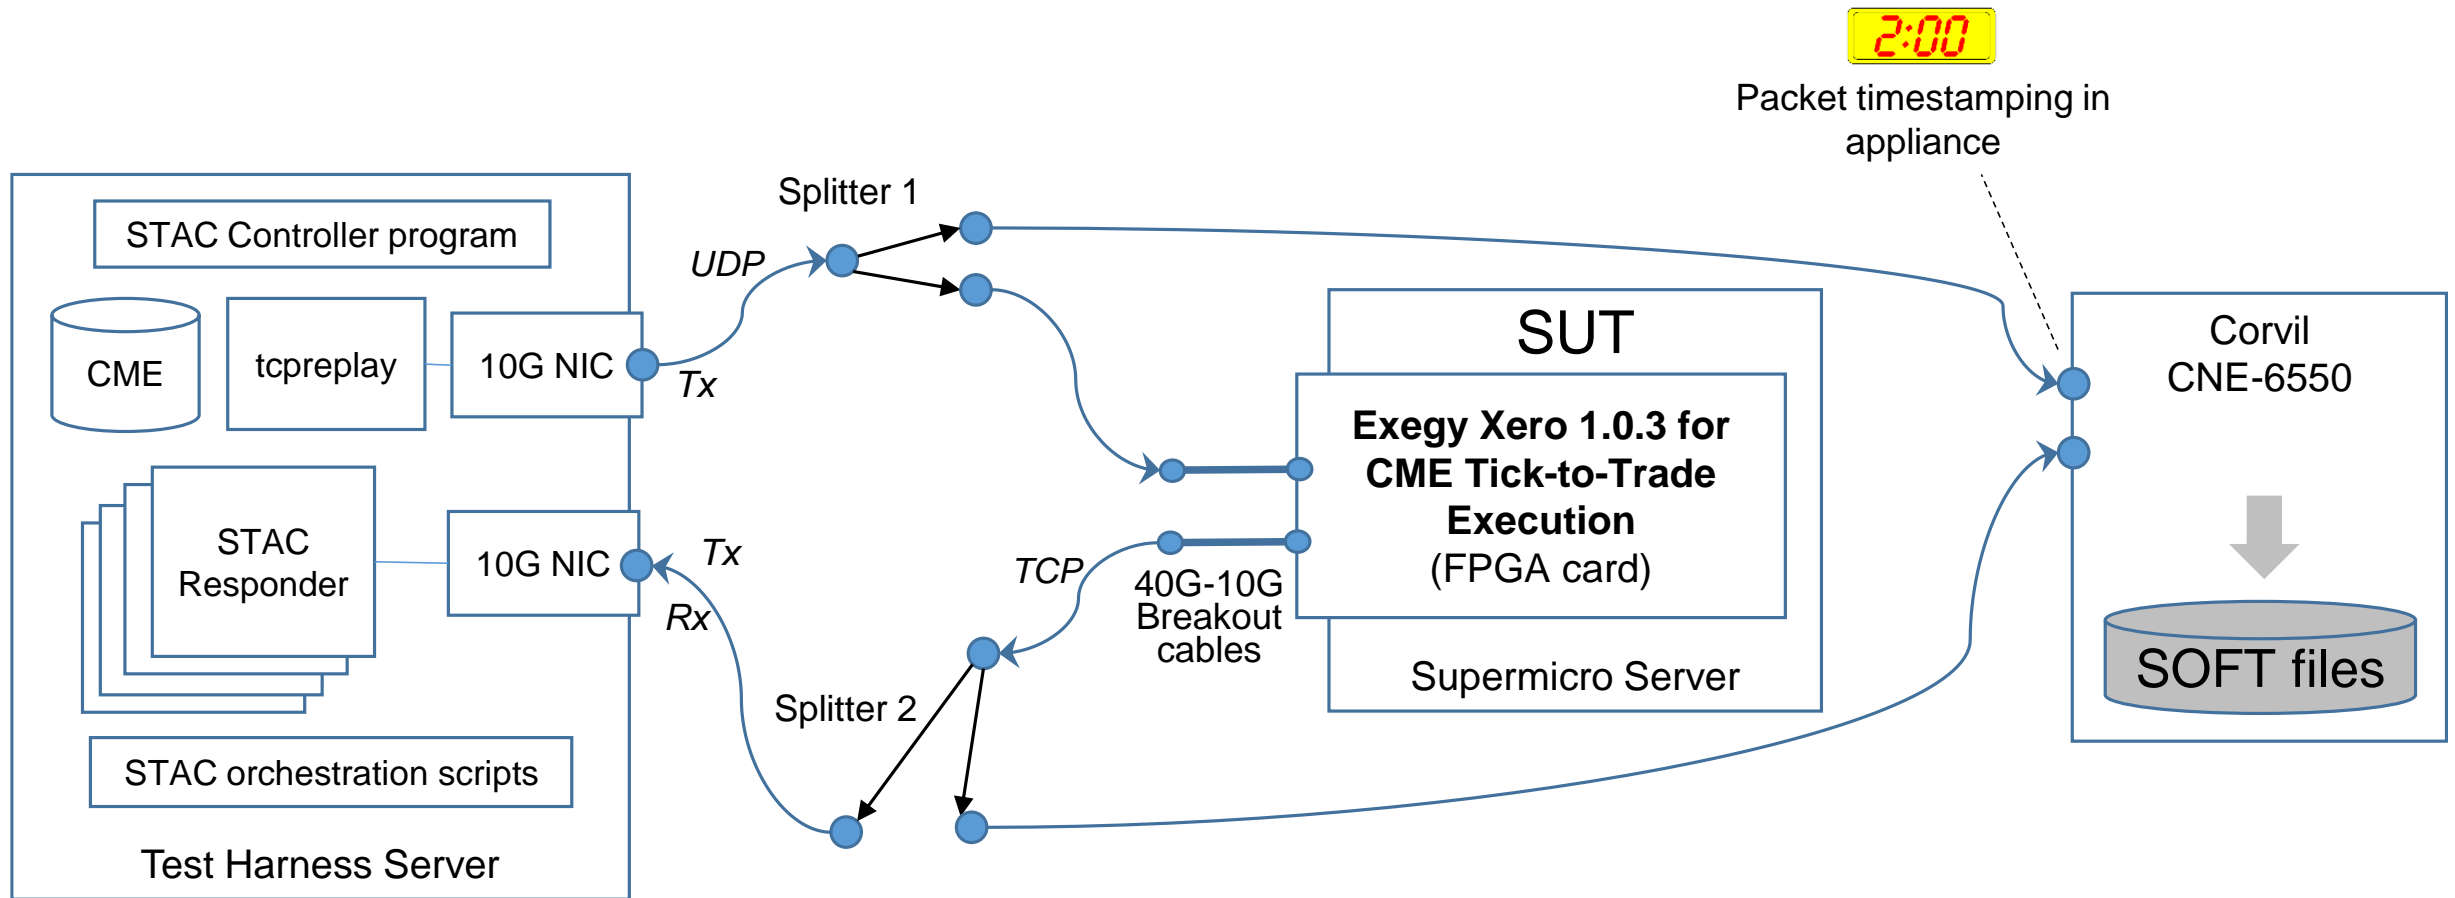 2:00
Packet timestamping in
appliance
Splitter 1
STAC Controller program
UDP
CME
tcpreplay
10G NIC
Tx
SUT
Exegy Xero 1.0.3 for
CME Tick-to-Trade
Execution
(FPGA card)
Supermicro Server
Corvil
CNE-6550
SOFT files
STAC
Responder
10G NIC
Tx
Rx
TCP
40G-10G
Breakout
cables
Splitter 2
STAC orchestration scripts
Test Harness Server